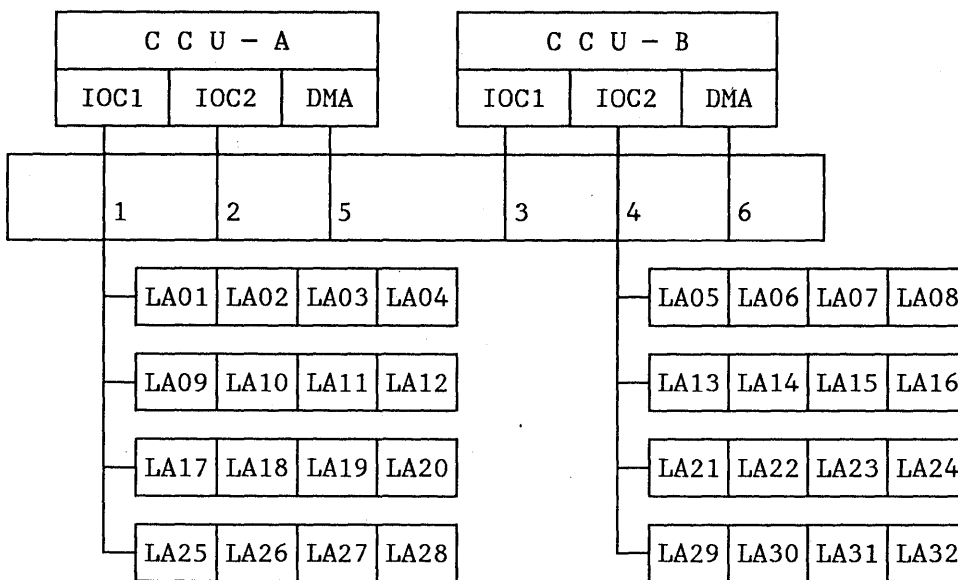 C C U - A C C U - B
IOC1 IOC2 DMA IOC1 IOC2 DMA
1 2 5 3 4 6
LA01 LA02 LA03 LA04 LA05 LA06 LA07 LA08
LA09 LA10 LA11 LA12 LA13 LA14 LA15 LA16
LA17 LA18 LA19 LA20 LA21 LA22 LA23 LA24
LA25 LA26 LA27 LA28 LA29 LA30 LA31 LA32